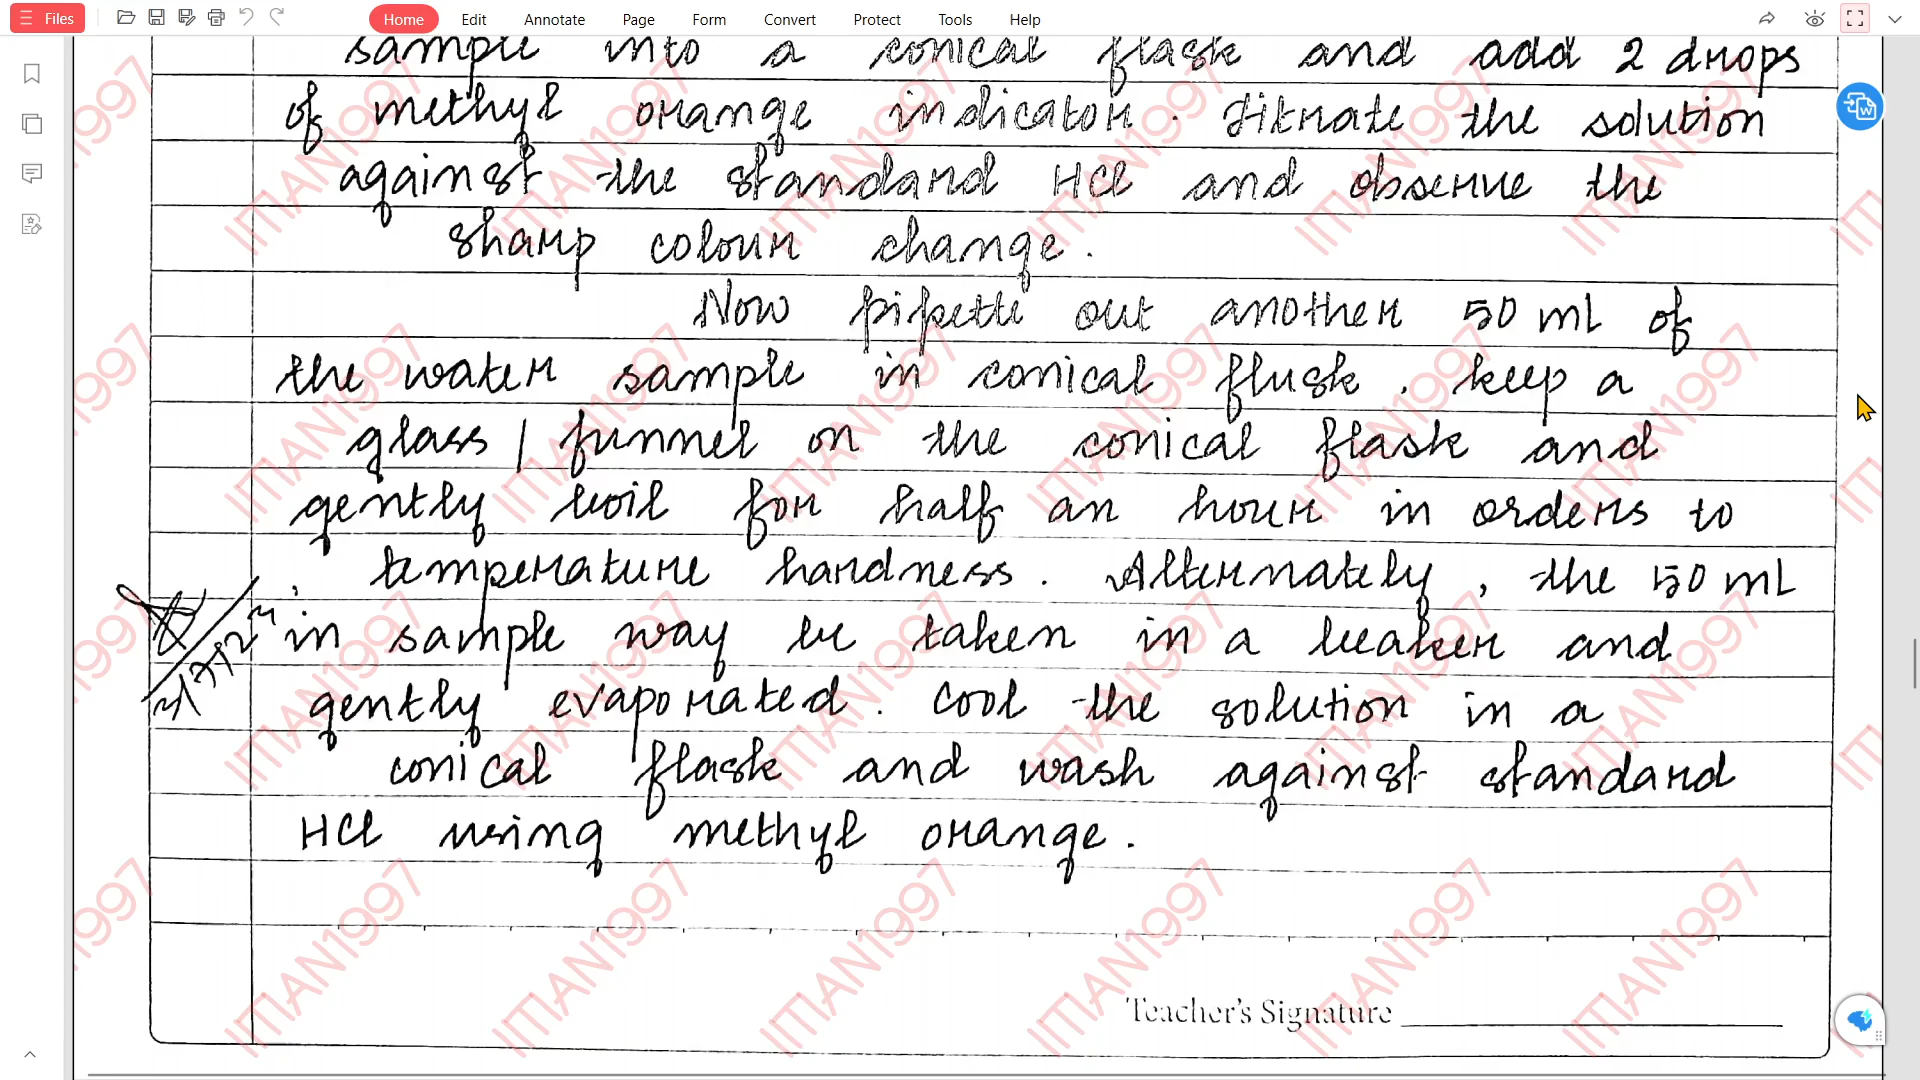 Files
Home Edit Annotate Page Form Convert Protect Tools Help
sample into a conical flask and add 2 drops
of methyl orange indicator. Titrate the solution
against the standard HCl and observe the
sharp colour change.
Now pipette out another 50 mL of
the water sample in conical flusk. keep a
glass / funnel on the conical flask and
gently boil for half an hour in orders to
temperature hardness. Alternately, the 50 mL
in sample way be taken in a beaker and
gently evaporated. Cool the solution in a
conical flask and wash against standard
HCl using methyl orange.
Teacher's Signature
IIMAN1997